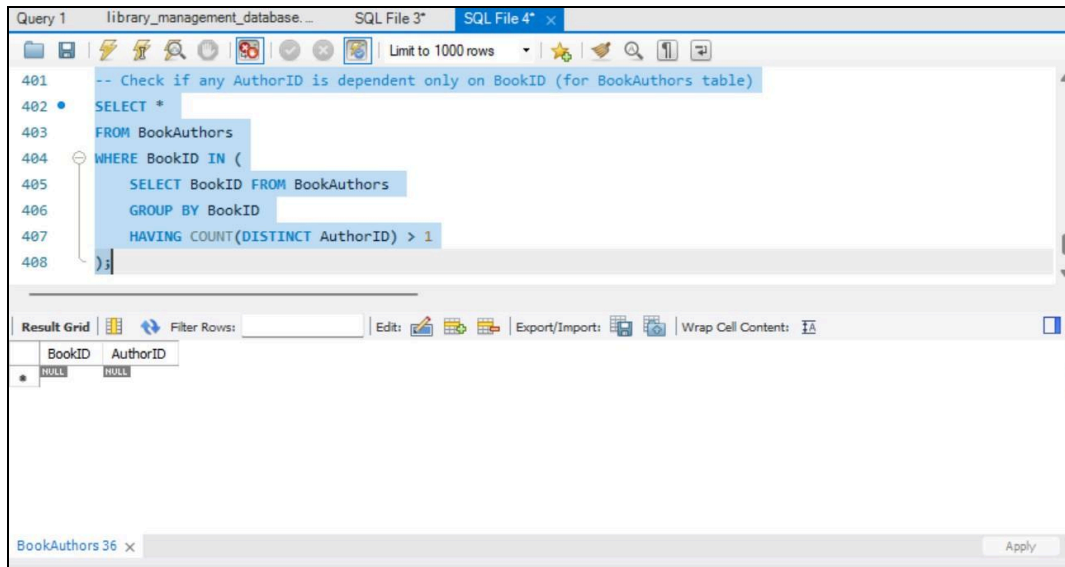 Query 1 library_management_database.... SQL File 3* SQL File 4* ×
Limit to 1000 rows
401 -- Check if any AuthorID is dependent only on BookID (for BookAuthors table)
402 SELECT *
403 FROM BookAuthors
404 WHERE BookID IN (
405 SELECT BookID FROM BookAuthors
406 GROUP BY BookID
407 HAVING COUNT(DISTINCT AuthorID) > 1
408 );
Result Grid Filter Rows: Edit: Export/Import: Wrap Cell Content: IA
BookID AuthorID
* NULL NULL
BookAuthors 36 × Apply